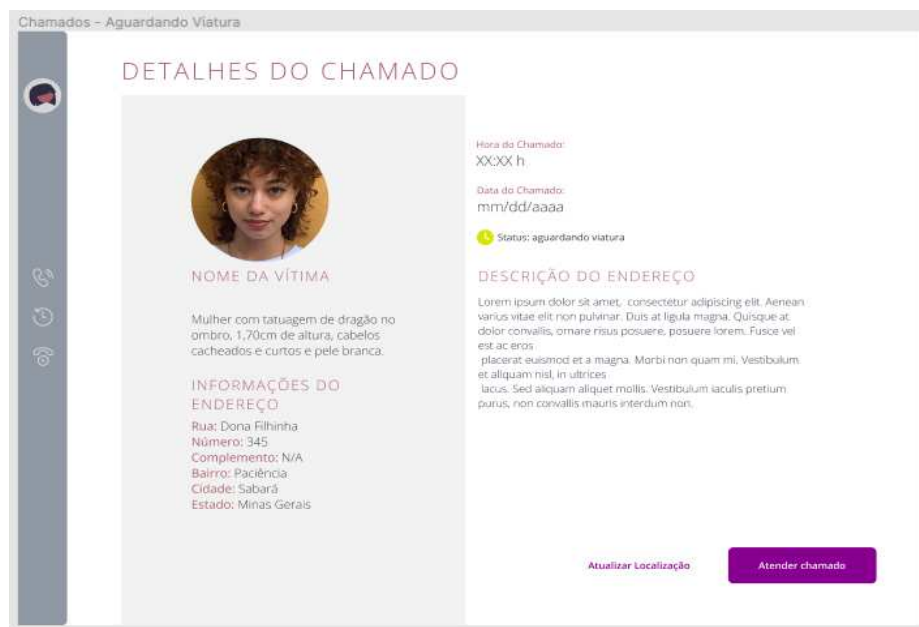 Chamados - Aguardando Viatura
DETALHES DO CHAMADO
NOME DA VÍTIMA
Mulher com tatuagem de dragão no
ombro, 1,70cm de altura, cabelos
cacheados e curtos e pele branca.
INFORMAÇÕES DO
ENDEREÇO
Rua: Dona Filhinha
Número: 345
Complemento: N/A
Bairro: Paciência
Cidade: Sabará
Estado: Minas Gerais
Hora do Chamado:
XX:XX h
Data do Chamado:
mm/dd/aaaa
Status: aguardando viatura
DESCRIÇÃO DO ENDEREÇO
Lorem ipsum dolor sit amet, consectetur adipiscing elit. Aenean
varius vitae elit non pulvinar. Duis at ligula magna. Quisque at
dolor convallis, ornare risus posuere, posuere lorem. Fusce vel
est ac eros
placerat euismod et a magna. Morbi non quam mi. Vestibulum
et aliquam nisl, in ultrices
lacus. Sed aliquam aliquet mollis. Vestibulum iaculis pretium
purus, non convallis mauris interdum non.
Atualizar Localização
Atender chamado